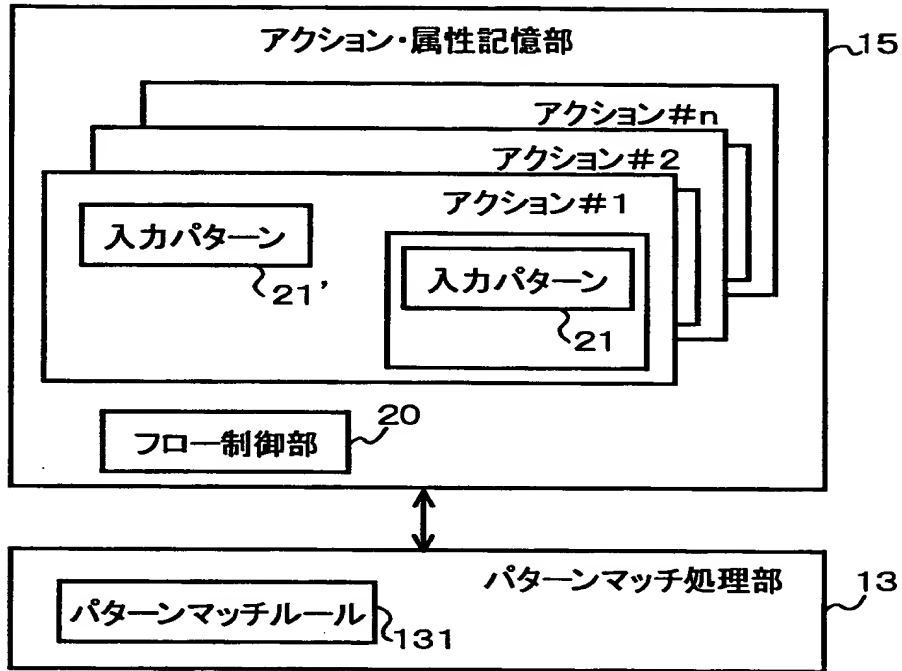 アクション・属性記憶部
15
アクション#n
アクション#2
アクション#1
入力パターン
21'
入力パターン
21
フロー制御部
20
パターンマッチ処理部
13
パターンマッチルール
131